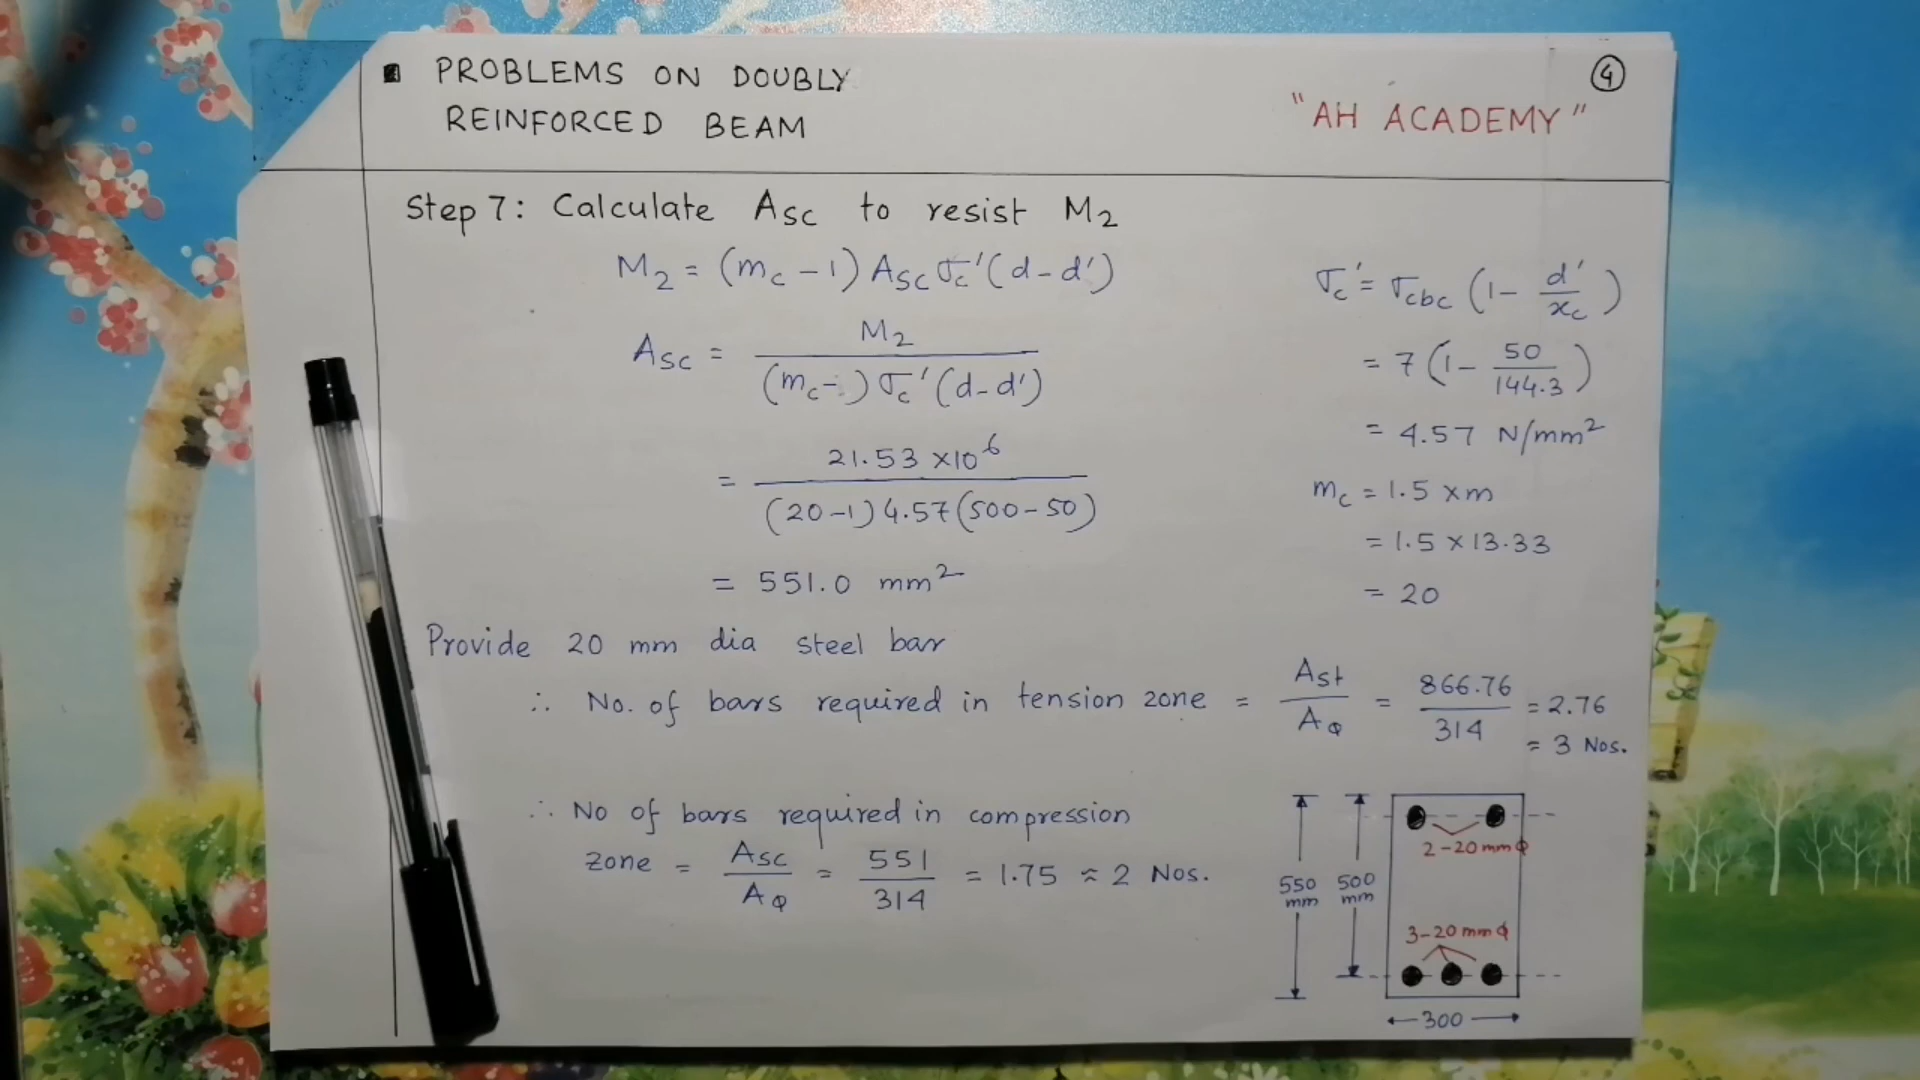 PROBLEMS ON DOUBLY
REINFORCED BEAM
"AH ACADEMY"
4
Step 7: Calculate Asc to resist M2
M2 = (mc - 1) Asc σc' (d - d')
Asc = M2 / (mc - ) σc' (d - d')
= 21.53 × 10^6 / (20 - 1) 4.57 (500 - 50)
= 551.0 mm²
σc' = σcbc (1 - d'/xc)
= 7 (1 - 50/144.3)
= 4.57 N/mm²
mc = 1.5 × m
= 1.5 × 13.33
= 20
Provide 20 mm dia steel bar
∴ No. of bars required in tension zone = Ast/AΦ = 866.76/314 = 2.76
≈ 3 Nos.
∴ No of bars required in compression
zone = Asc/AΦ = 551/314 = 1.75 ≈ 2 Nos.
2-20 mm Φ
550 mm
500 mm
3-20 mm Φ
300